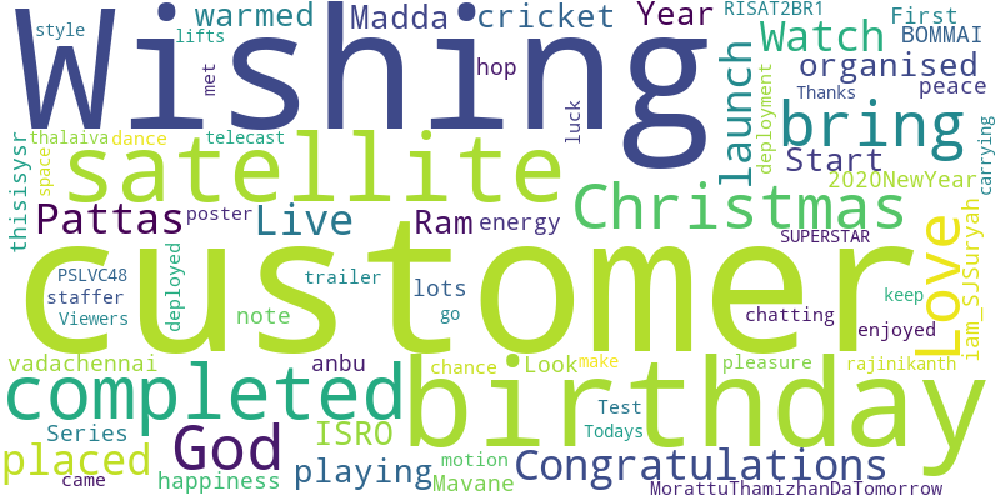 style
warmed
lifts
Madda
cricket
Year
RISAT2BR1
First
BOMMAI
Wishing
met
hop
Watch
organised
peace
launch
deployment
Thanks
luck
bring
thisisysr
thalaiva
dance
telecast
space
satellite
Start
carrying
2020NewYear
Christmas
Pattas
poster
Live
Ram
energy
SUPERSTAR
Love
iam_SJSuryah
customer
PSLVC48
staffer
Viewers
deployed
trailer
note
lots
go
keep
chatting
enjoyed
vadachennai
anbu
chance
Look
make
pleasure
rajinikanth
completed
birthday
Test
Todays
Series
God
ISRO
placed
came
happiness
playing
motion
Mavane
Congratulations
MorattuThamizhanDaTomorrow